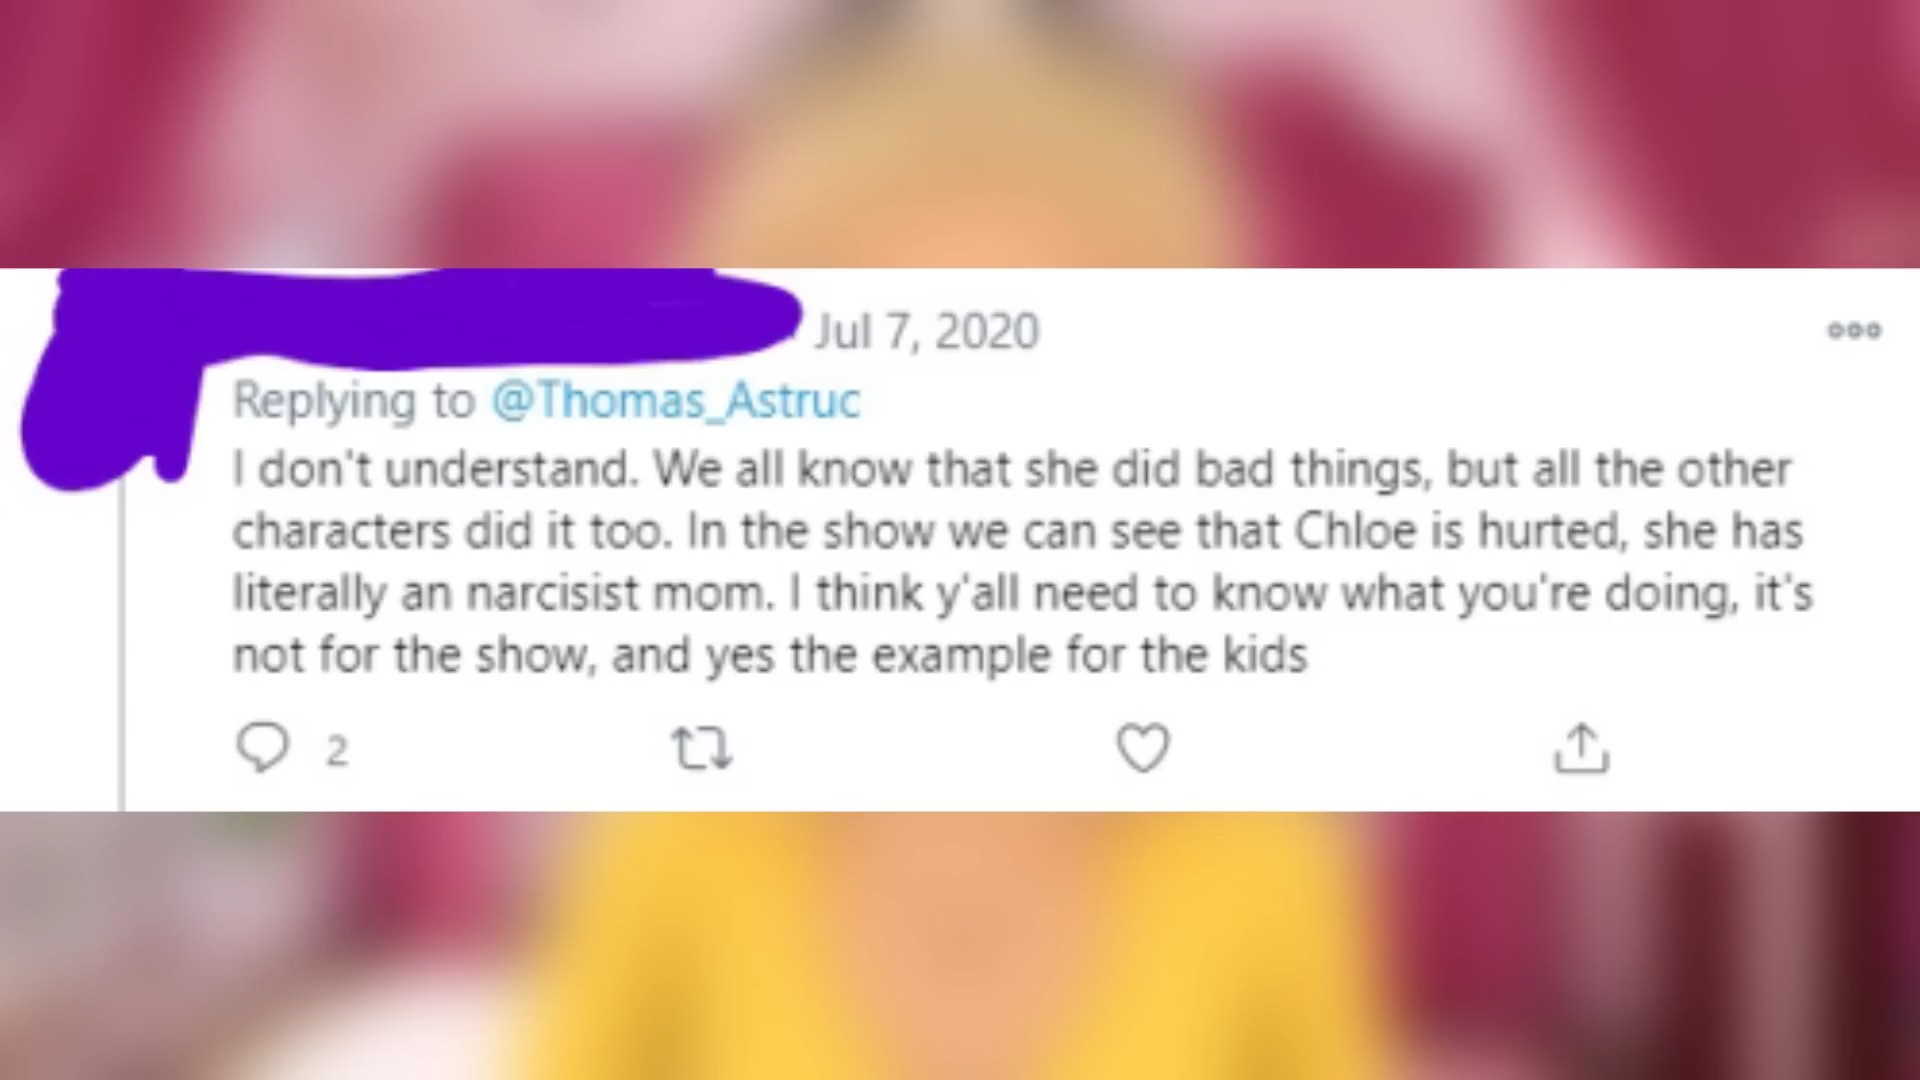 Jul 7, 2020
Replying to @Thomas_Astruc
I don't understand. We all know that she did bad things, but all the other
characters did it too. In the show we can see that Chloe is hurted, she has
literally an narcisist mom. I think y'all need to know what you're doing, it's
not for the show, and yes the example for the kids
2